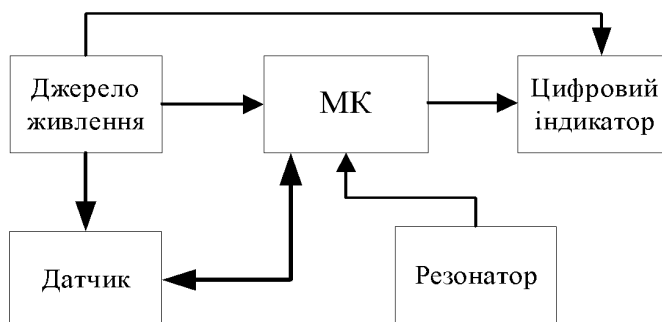 Джерело
живлення
МК
Цифровий
індикатор
Датчик
Резонатор